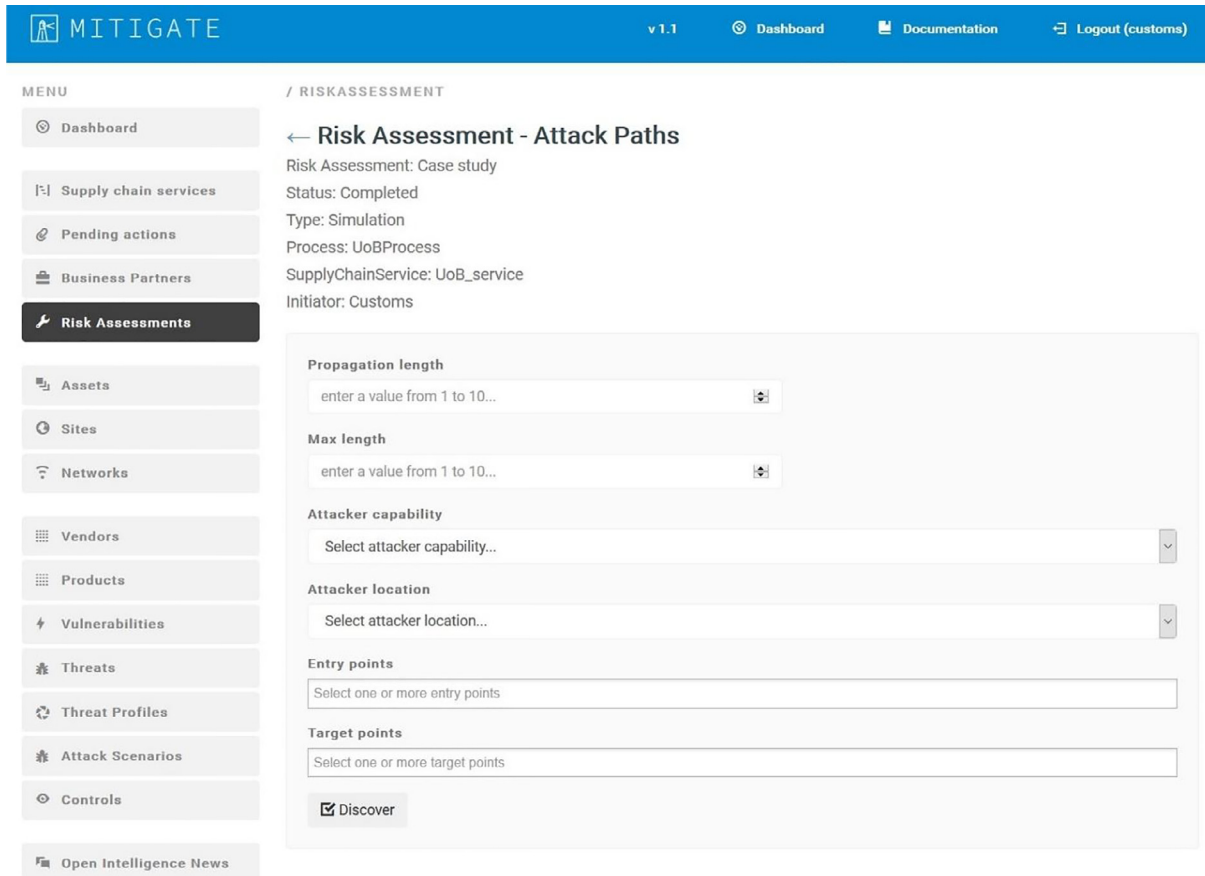 MITIGATE
v 1.1
Dashboard
Documentation
Logout (customs)
MENU
Dashboard
Supply chain services
Pending actions
Business Partners
Risk Assessments
Assets
Sites
Networks
Vendors
Products
Vulnerabilities
Threats
Threat Profiles
Attack Scenarios
Controls
Open Intelligence News
/ RISKASSESSMENT
← Risk Assessment - Attack Paths
Risk Assessment: Case study
Status: Completed
Type: Simulation
Process: UoBProcess
SupplyChainService: UoB_service
Initiator: Customs
Propagation length
enter a value from 1 to 10...
Max length
enter a value from 1 to 10...
Attacker capability
Select attacker capability...
Attacker location
Select attacker location...
Entry points
Select one or more entry points
Target points
Select one or more target points
Discover